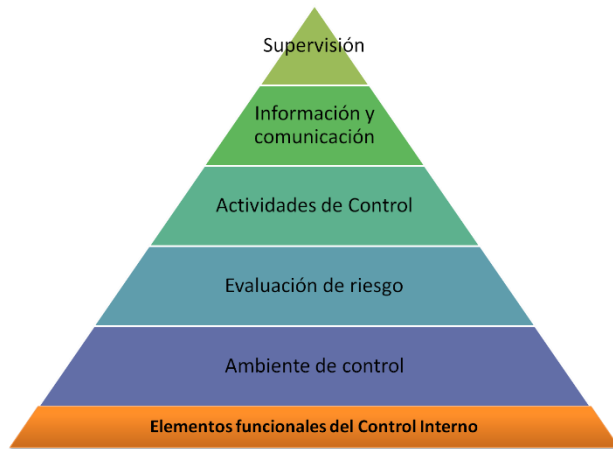 Supervisión
Información y
comunicación
Actividades de Control
Evaluación de riesgo
Ambiente de control
Elementos funcionales del Control Interno